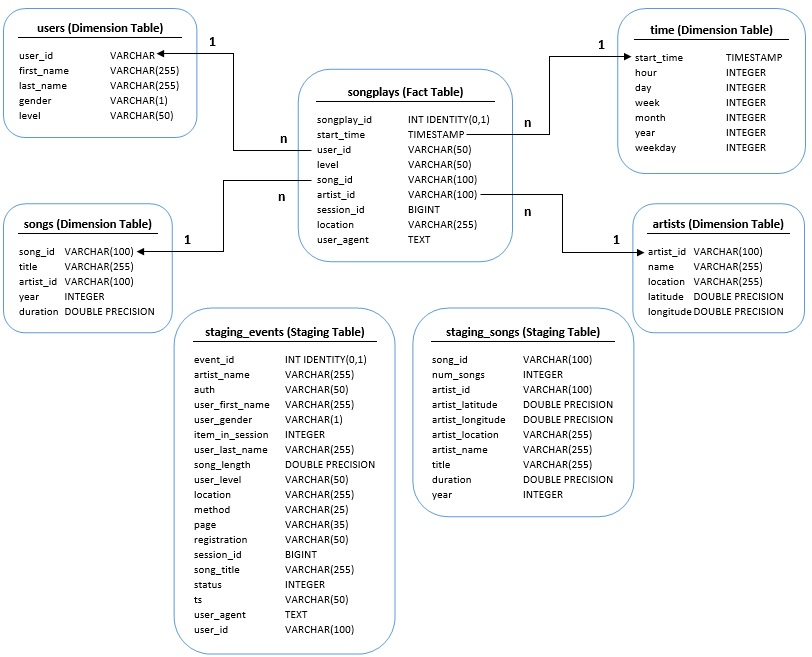 users (Dimension Table)
user_id VARCHAR
first_name VARCHAR(255)
last_name VARCHAR(255)
gender VARCHAR(1)
level VARCHAR(50)
1
n
songplays (Fact Table)
songplay_id INT IDENTITY(0,1)
start_time TIMESTAMP
user_id VARCHAR(50)
level VARCHAR(50)
song_id VARCHAR(100)
artist_id VARCHAR(100)
session_id BIGINT
location VARCHAR(255)
user_agent TEXT
n
1
time (Dimension Table)
start_time TIMESTAMP
hour INTEGER
day INTEGER
week INTEGER
month INTEGER
year INTEGER
weekday INTEGER
songs (Dimension Table)
song_id VARCHAR(100)
title VARCHAR(255)
artist_id VARCHAR(100)
year INTEGER
duration DOUBLE PRECISION
1
n
n
1
artists (Dimension Table)
artist_id VARCHAR(100)
name VARCHAR(255)
location VARCHAR(255)
latitude DOUBLE PRECISION
longitude DOUBLE PRECISION
staging_events (Staging Table)
event_id INT IDENTITY(0,1)
artist_name VARCHAR(255)
auth VARCHAR(50)
user_first_name VARCHAR(255)
user_gender VARCHAR(1)
item_in_session INTEGER
user_last_name VARCHAR(255)
song_length DOUBLE PRECISION
user_level VARCHAR(50)
location VARCHAR(255)
method VARCHAR(25)
page VARCHAR(35)
registration VARCHAR(50)
session_id BIGINT
song_title VARCHAR(255)
status INTEGER
ts VARCHAR(50)
user_agent TEXT
user_id VARCHAR(100)
staging_songs (Staging Table)
song_id VARCHAR(100)
num_songs INTEGER
artist_id VARCHAR(100)
artist_latitude DOUBLE PRECISION
artist_longitude DOUBLE PRECISION
artist_location VARCHAR(255)
artist_name VARCHAR(255)
title VARCHAR(255)
duration DOUBLE PRECISION
year INTEGER